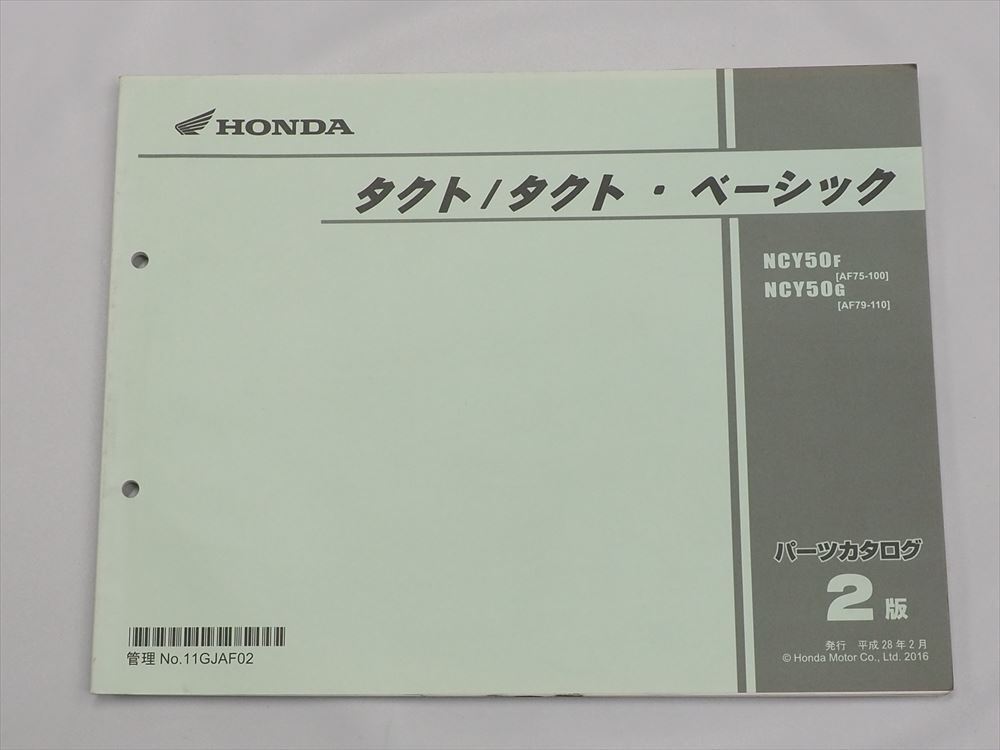 HONDA
タクト/タクト・ベーシック
NCY50F
[AF75-100]
NCY50G
[AF79-110]
パーツカタログ
2版
発行 平成28年2月
© Honda Motor Co., Ltd. 2016
管理 No.11GJAF02